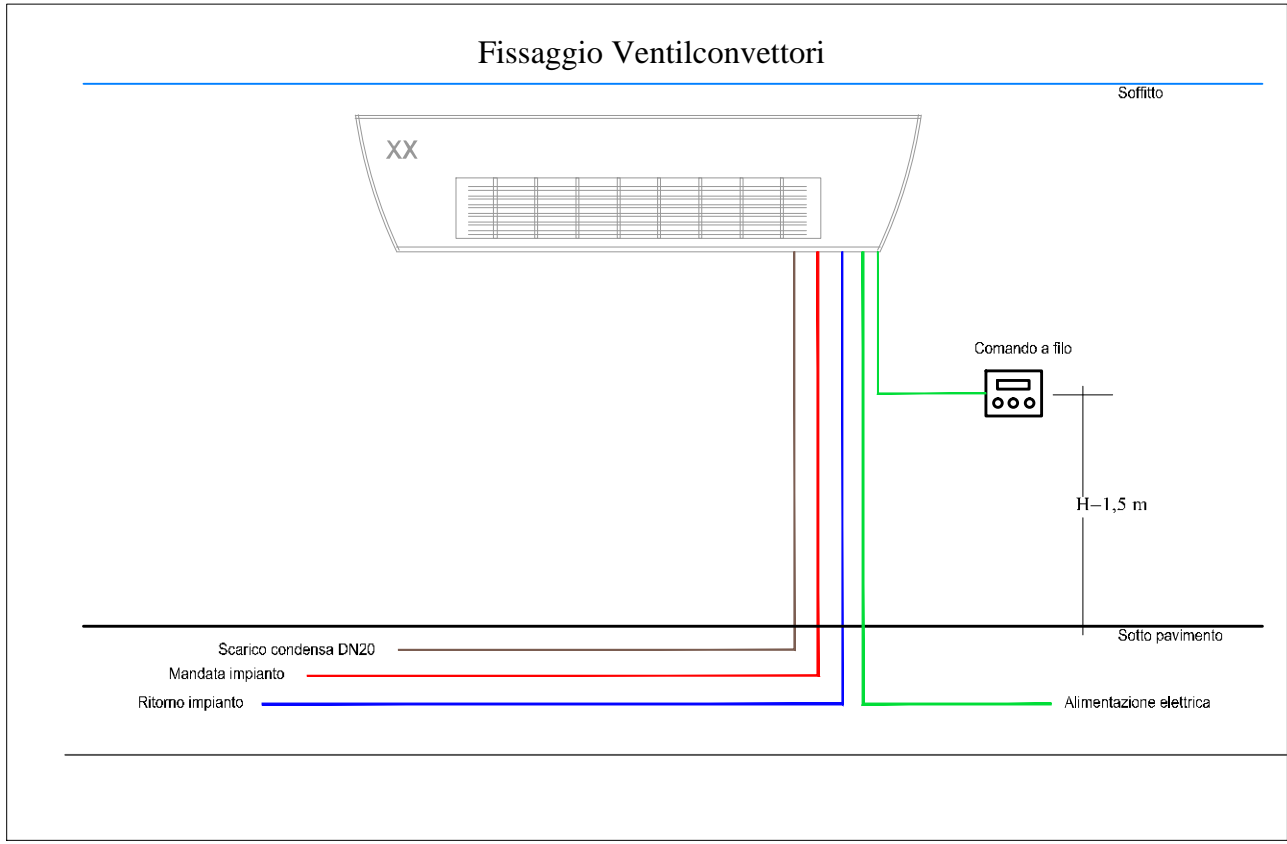 Fissaggio Ventilconvettori
Soffitto
XX
Comando a filo
H–1,5 m
Sotto pavimento
Scarico condensa DN20
Mandata impianto
Ritorno impianto
Alimentazione elettrica